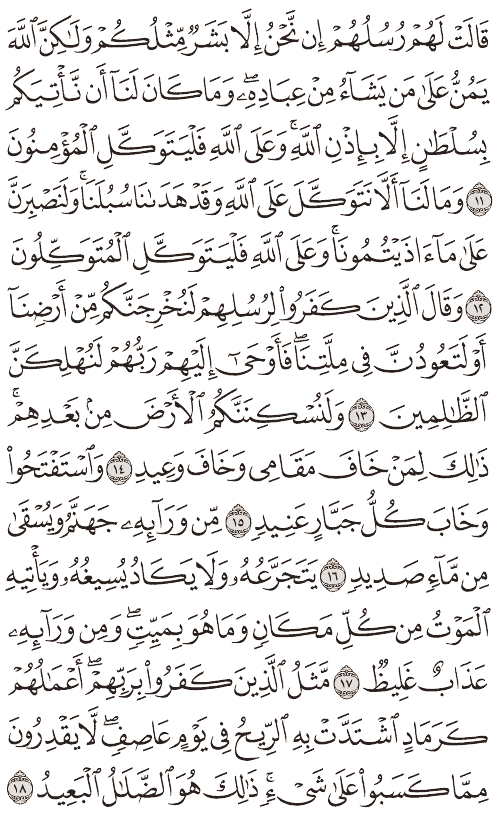 قَالَتْ لَهُمْ رُسُلُهُمْ إِن نَّحْنُ إِلَّا بَشَرٌ مِّثْلُكُمْ وَلَٰكِنَّ ٱللَّهَ
يَمُنُّ عَلَىٰ مَن يَشَآءُ مِنْ عِبَادِهِۦۖ وَمَا كَانَ لَنَآ أَن نَّأْتِيَكُم
بِسُلْطَٰنٍ إِلَّا بِإِذْنِ ٱللَّهِۚ وَعَلَى ٱللَّهِ فَلْيَتَوَكَّلِ ٱلْمُؤْمِنُونَ
١١ وَمَا لَنَآ أَلَّا نَتَوَكَّلَ عَلَى ٱللَّهِ وَقَدْ هَدَىٰنَا سُبُلَنَاۚ وَلَنَصْبِرَنَّ
عَلَىٰ مَآ ءَاذَيْتُمُونَاۚ وَعَلَى ٱللَّهِ فَلْيَتَوَكَّلِ ٱلْمُتَوَكِّلُونَ
١٢ وَقَالَ ٱلَّذِينَ كَفَرُوا۟ لِرُسُلِهِمْ لَنُخْرِجَنَّكُم مِّنْ أَرْضِنَآ
أَوْ لَتَعُودُنَّ فِى مِلَّتِنَاۖ فَأَوْحَىٰٓ إِلَيْهِمْ رَبُّهُمْ لَنُهْلِكَنَّ
ٱلظَّٰلِمِينَ ١٣ وَلَنُسْكِنَنَّكُمُ ٱلْأَرْضَ مِنۢ بَعْدِهِمْۚ
ذَٰلِكَ لِمَنْ خَافَ مَقَامِى وَخَافَ وَعِيدِ ١٤ وَٱسْتَفْتَحُوا۟
وَخَابَ كُلُّ جَبَّارٍ عَنِيدٍ ١٥ مِّن وَرَآئِهِۦ جَهَنَّمُ وَيُسْقَىٰ
مِن مَّآءٍ صَدِيدٍ ١٦ يَتَجَرَّعُهُۥ وَلَا يَكَادُ يُسِيغُهُۥ وَيَأْتِيهِ
ٱلْمَوْتُ مِن كُلِّ مَكَانٍ وَمَا هُوَ بِمَيِّتٍۖ وَمِن وَرَآئِهِۦ
عَذَابٌ غَلِيظٌ ١٧ مَّثَلُ ٱلَّذِينَ كَفَرُوا۟ بِرَبِّهِمْۖ أَعْمَٰلُهُمْ
كَرَمَادٍ ٱشْتَدَّتْ بِهِ ٱلرِّيحُ فِى يَوْمٍ عَاصِفٍۖ لَّا يَقْدِرُونَ
مِمَّا كَسَبُوا۟ عَلَىٰ شَىْءٍۚ ذَٰلِكَ هُوَ ٱلضَّلَٰلُ ٱلْبَعِيدُ ١٨